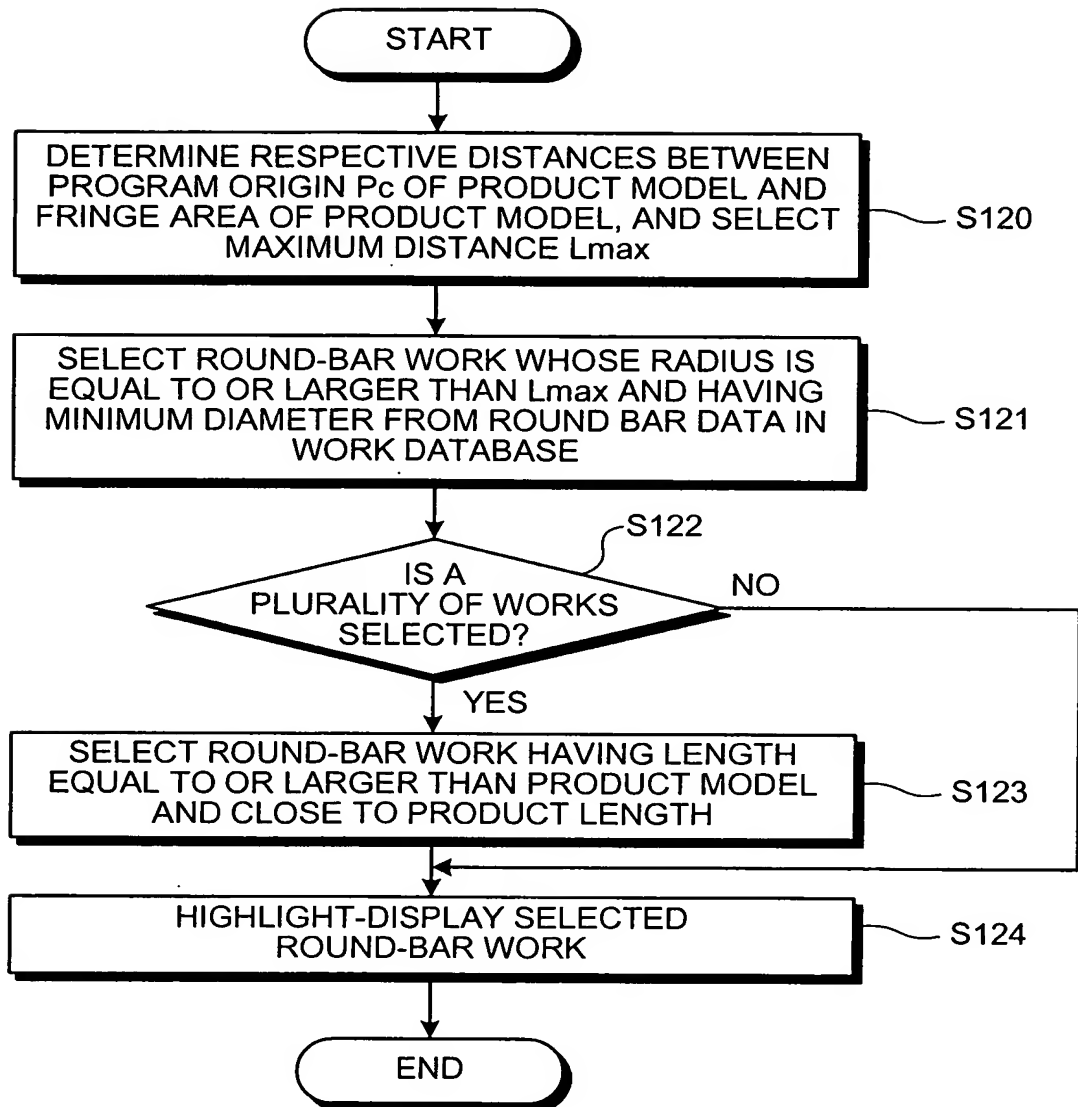 START
DETERMINE RESPECTIVE DISTANCES BETWEEN
PROGRAM ORIGIN Pc OF PRODUCT MODEL AND
FRINGE AREA OF PRODUCT MODEL, AND SELECT
MAXIMUM DISTANCE Lmax
S120
SELECT ROUND-BAR WORK WHOSE RADIUS IS
EQUAL TO OR LARGER THAN Lmax AND HAVING
MINIMUM DIAMETER FROM ROUND BAR DATA IN
WORK DATABASE
S121
S122
IS A
PLURALITY OF WORKS
SELECTED?
NO
YES
SELECT ROUND-BAR WORK HAVING LENGTH
EQUAL TO OR LARGER THAN PRODUCT MODEL
AND CLOSE TO PRODUCT LENGTH
S123
HIGHLIGHT-DISPLAY SELECTED
ROUND-BAR WORK
S124
END